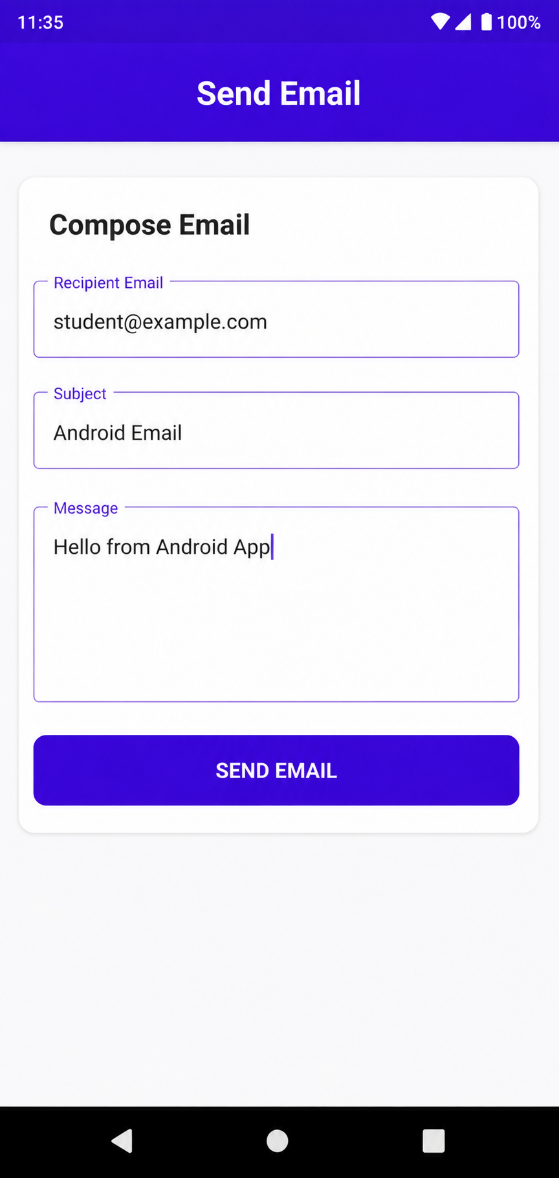 11:35 100%
Send Email
Compose Email
Recipient Email
student@example.com
Subject
Android Email
Message
Hello from Android App
SEND EMAIL